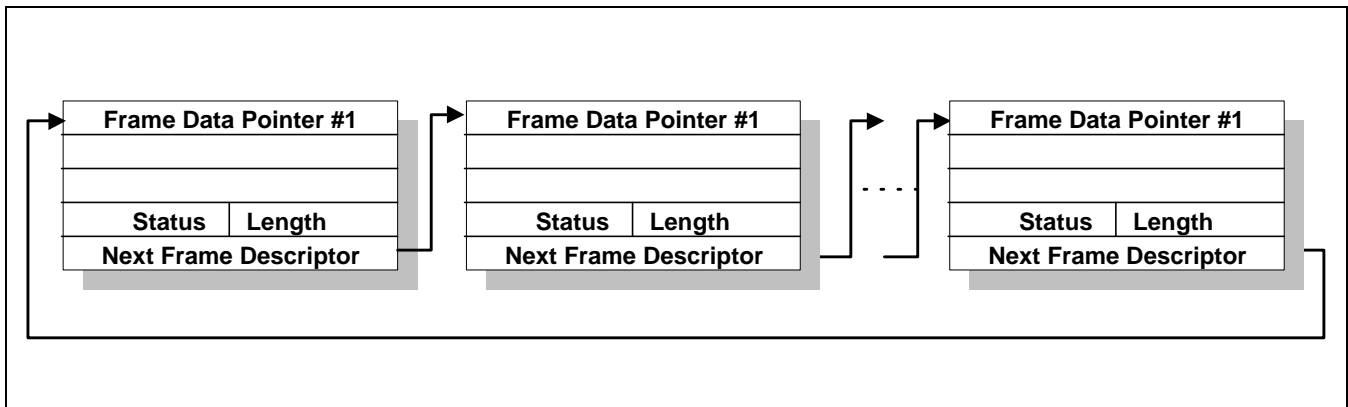 Frame Data Pointer #1
Status Length
Next Frame Descriptor
Frame Data Pointer #1
Status Length
Next Frame Descriptor
Frame Data Pointer #1
Status Length
Next Frame Descriptor